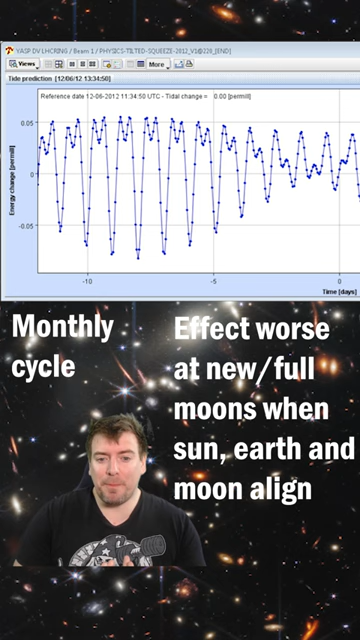 YASP DV LHCRING / Beam 1 / PHYSICS-TILTED-SQUEEZE-2012_V1@220_[END]
Views
More
Tide prediction [12/06/12 13:34:50]
Reference date 12-06-2012 11:34:50 UTC - Tidal change = 0.00 [permill]
Energy change [permill]
0.05
0
-0.05
-10
-5
0
Time [days]
Monthly
cycle
Effect worse
at new/full
moons when
sun, earth and
moon align